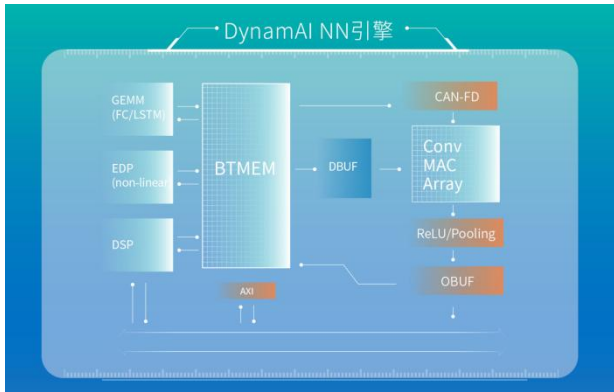 DynamAI NN引擎
GEMM
(FC/LSTM)
EDP
(non-linear)
DSP
BTMEM
AXI
DBUF
CAN-FD
Conv
MAC
Array
ReLU/Pooling
OBUF